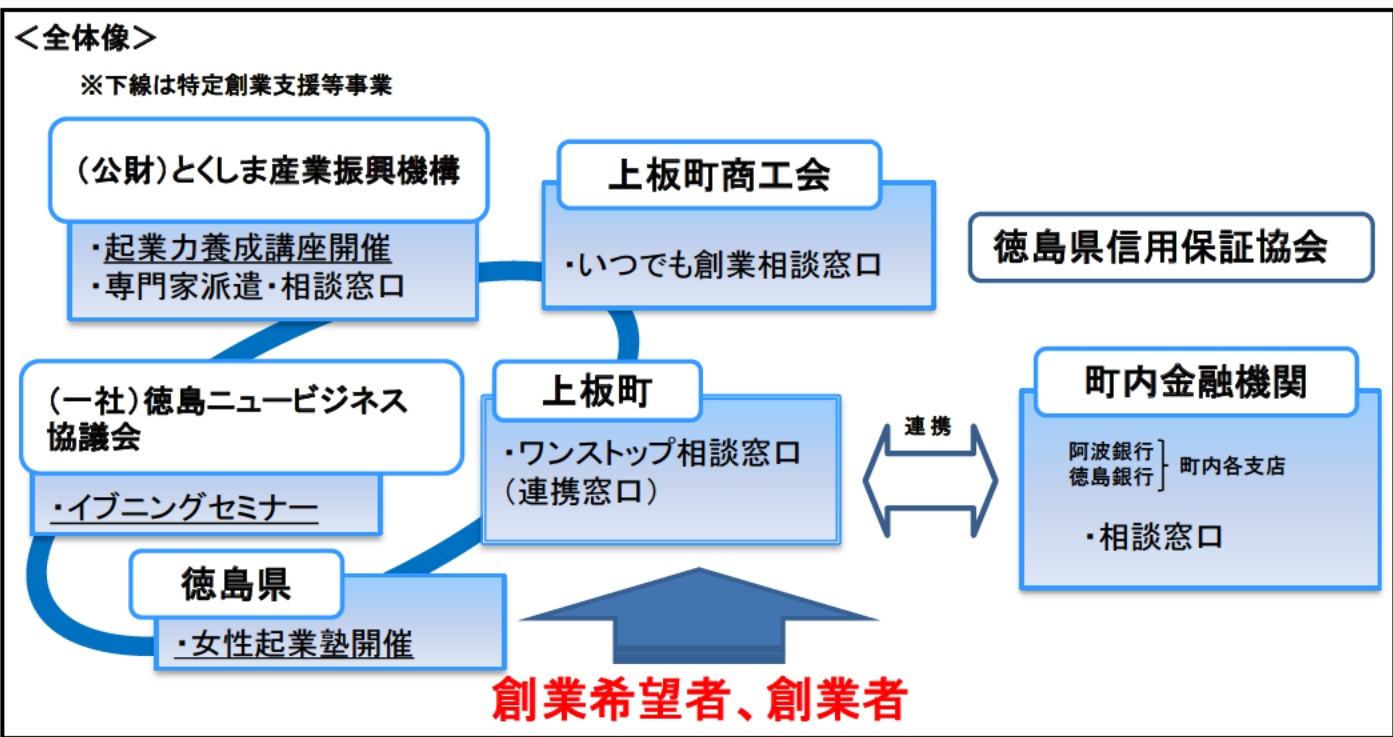 ＜全体像＞
※下線は特定創業支援等事業
（公財）とくしま産業振興機構
・起業力養成講座開催
・専門家派遣・相談窓口
上板町商工会
・いつでも創業相談窓口
徳島県信用保証協会
（一社）徳島ニュービジネス
協議会
・イブニングセミナー
上板町
・ワンストップ相談窓口
（連携窓口）
連携
町内金融機関
阿波銀行
徳島銀行
町内各支店
・相談窓口
徳島県
・女性起業塾開催
創業希望者、創業者